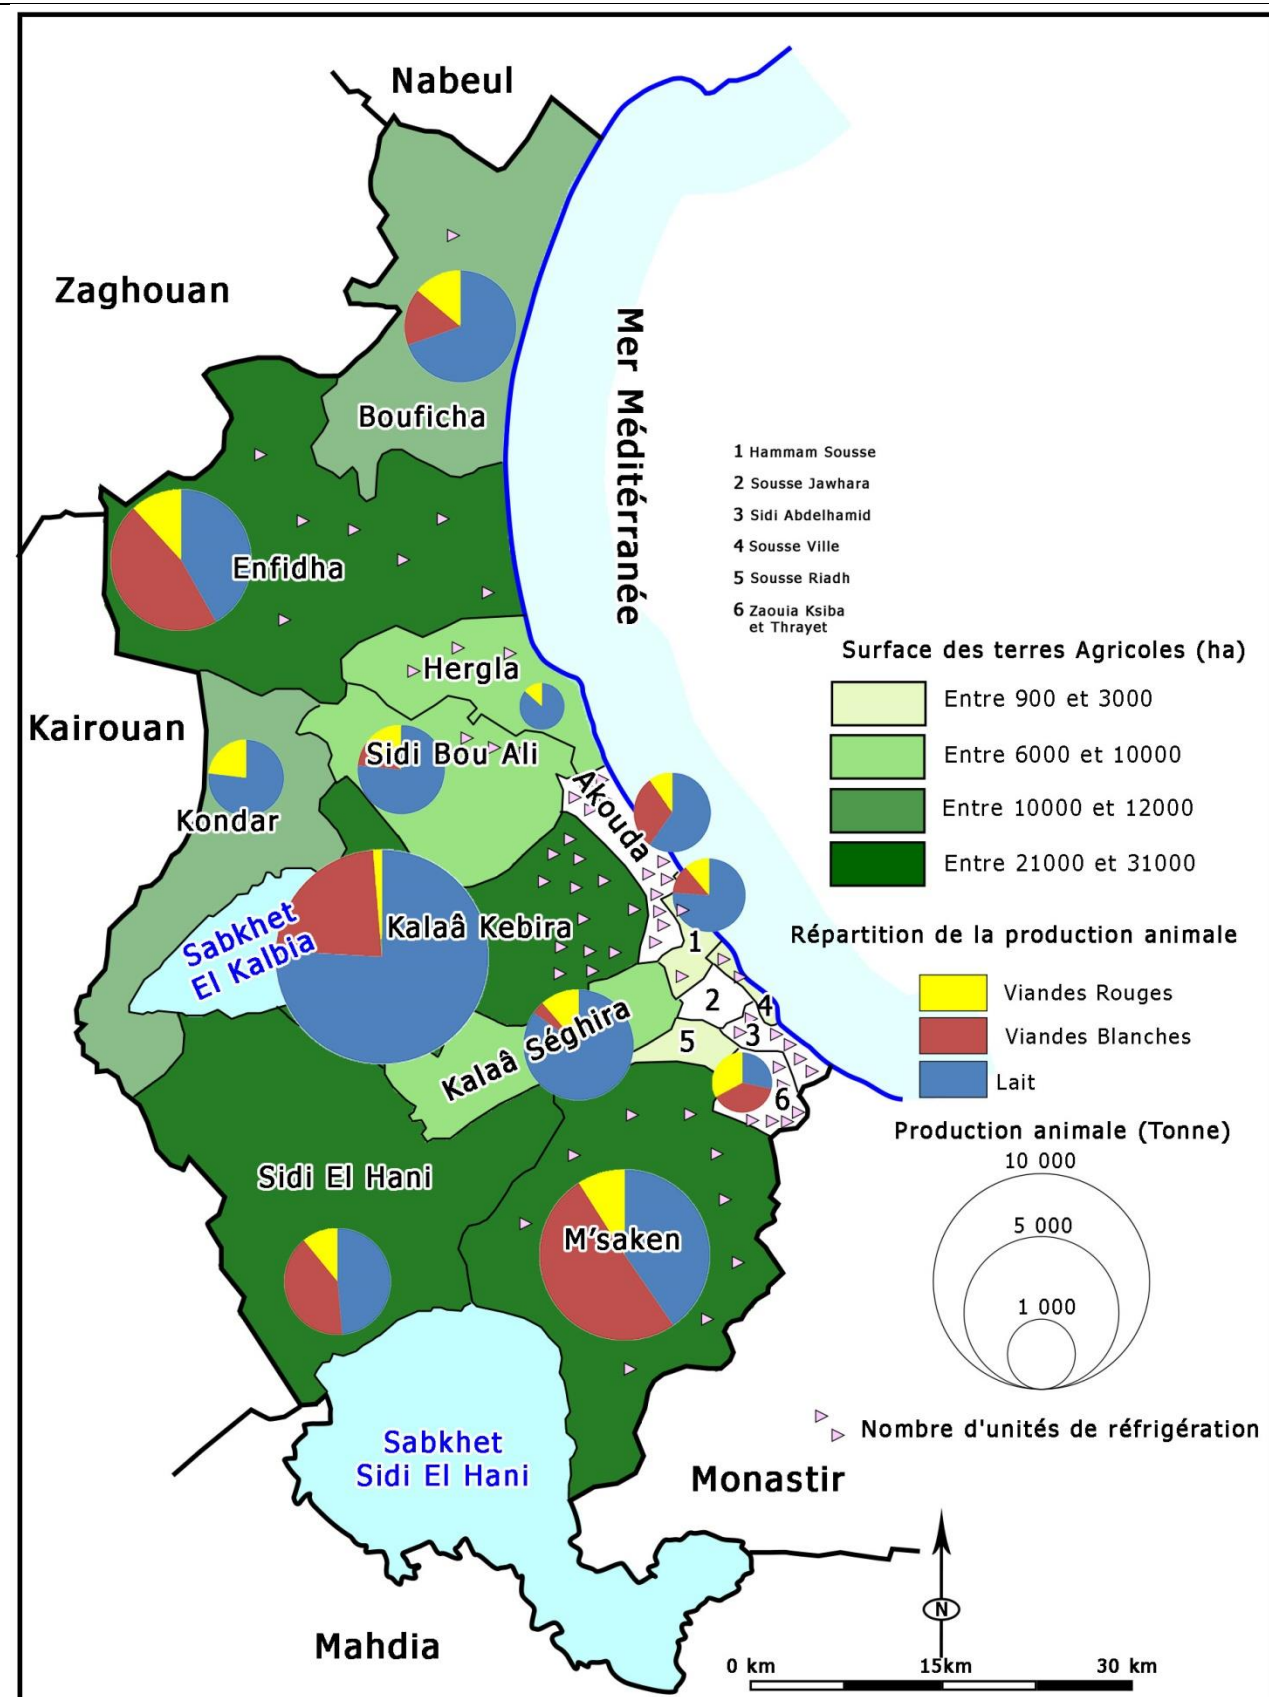 Nabeul
Zaghouan
Mer Méditérranée
Bouficha
1 Hammam Sousse
2 Sousse Jawhara
3 Sidi Abdelhamid
4 Sousse Ville
5 Sousse Riadh
6 Zaouia Ksiba
et Thrayet
Enfidha
Surface des terres Agricoles (ha)
Entre 900 et 3000
Entre 6000 et 10000
Entre 10000 et 12000
Entre 21000 et 31000
Hergla
Kairouan
Sidi Bou Ali
Kondar
Akouda
Sabkhet
El Kalbia
Kalaâ Kebira
Répartition de la production animale
Viandes Rouges
Viandes Blanches
Lait
1
2
4
3
5
6
Kalaâ Séghira
Production animale (Tonne)
10 000
5 000
1 000
Sidi El Hani
M'saken
Nombre d'unités de réfrigération
Sabkhet
Sidi El Hani
Monastir
N
Mahdia
0 km
15km
30 km